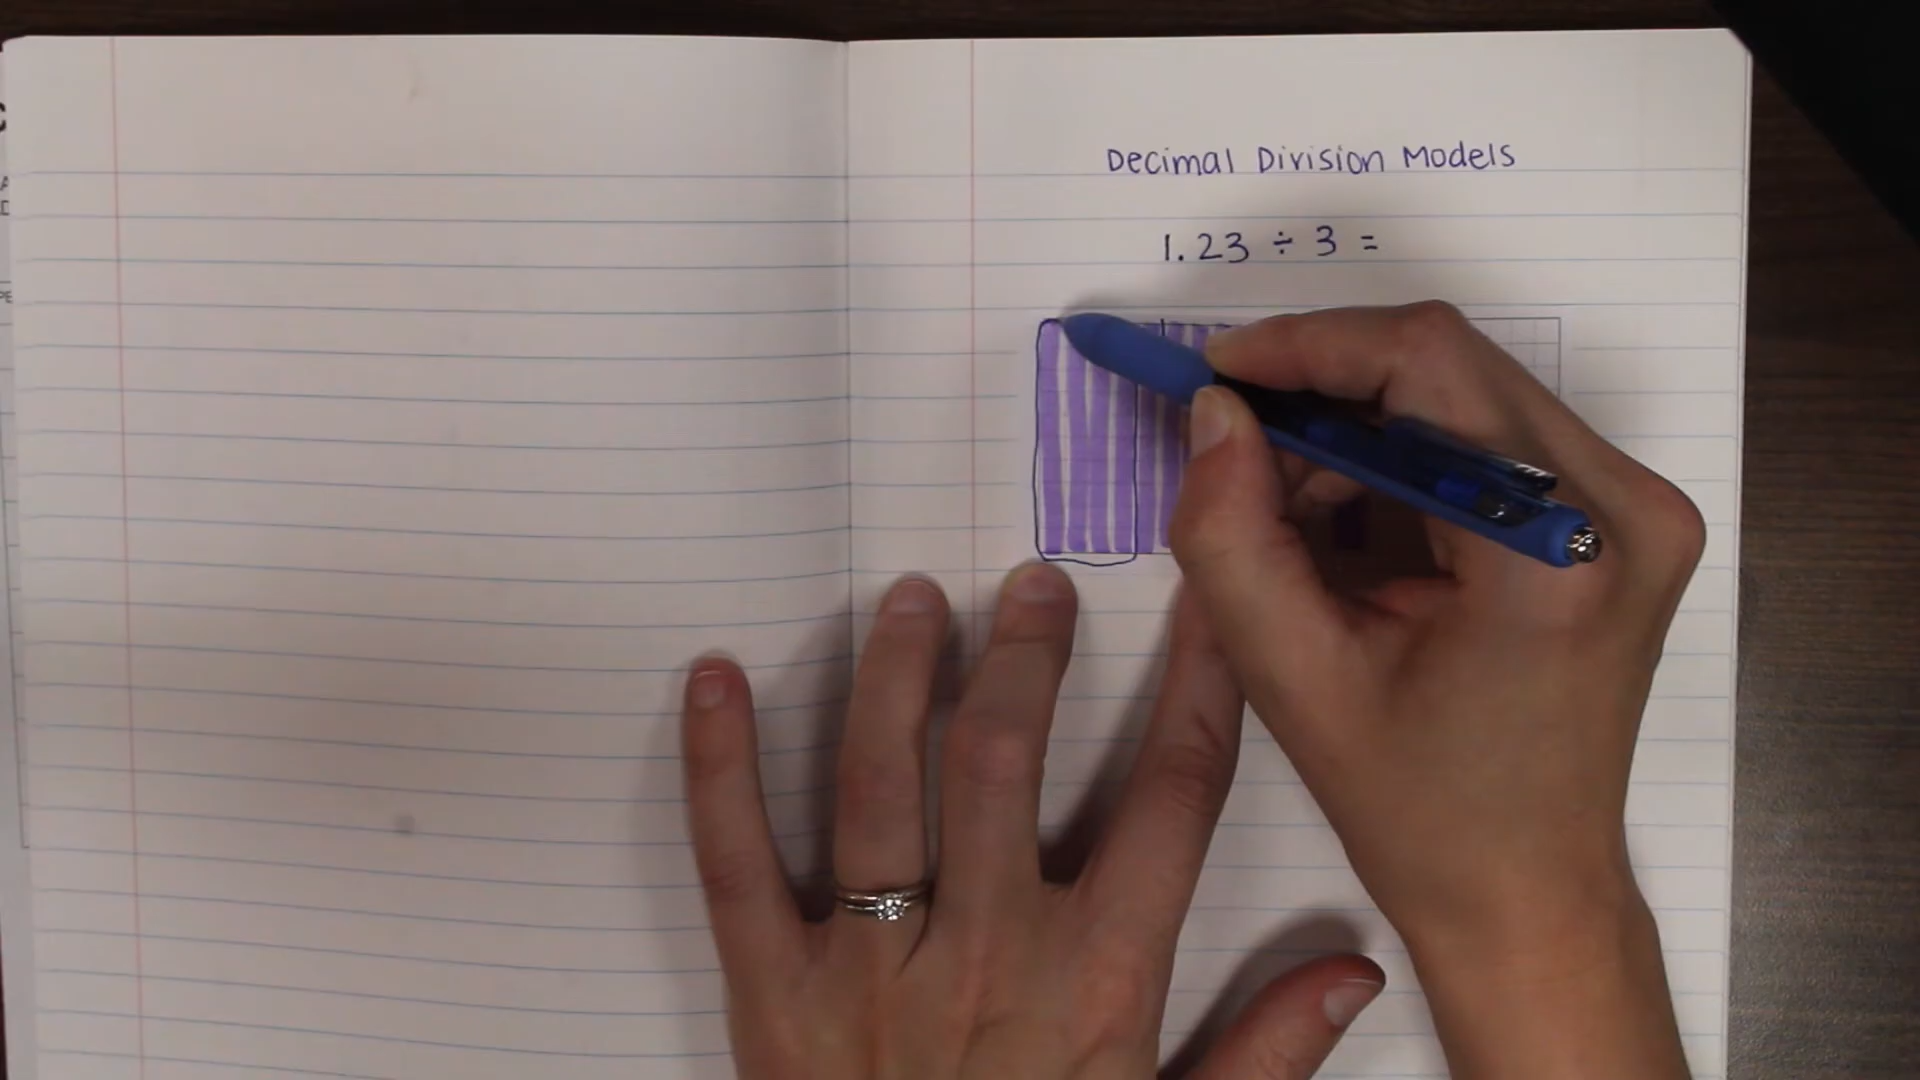 Decimal Division Models
1.23 ÷ 3 =